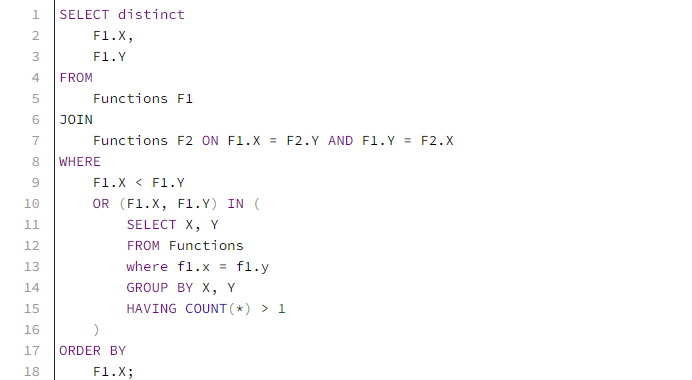 1 SELECT distinct
2 F1.X,
3 F1.Y
4 FROM
5 Functions F1
6 JOIN
7 Functions F2 ON F1.X = F2.Y AND F1.Y = F2.X
8 WHERE
9 F1.X < F1.Y
10 OR (F1.X, F1.Y) IN (
11 SELECT X, Y
12 FROM Functions
13 where f1.x = f1.y
14 GROUP BY X, Y
15 HAVING COUNT(*) > 1
16 )
17 ORDER BY
18 F1.X;